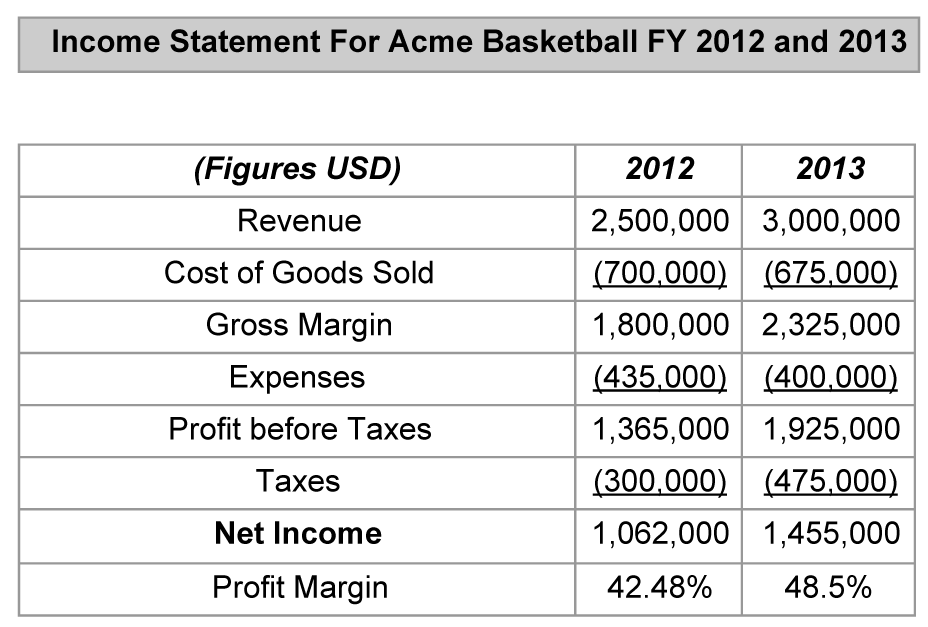 Income Statement For Acme Basketball FY 2012 and 2013
(Figures USD) 2012 2013
Revenue 2,500,000 3,000,000
Cost of Goods Sold (700,000) (675,000)
Gross Margin 1,800,000 2,325,000
Expenses (435,000) (400,000)
Profit before Taxes 1,365,000 1,925,000
Taxes (300,000) (475,000)
Net Income 1,062,000 1,455,000
Profit Margin 42.48% 48.5%